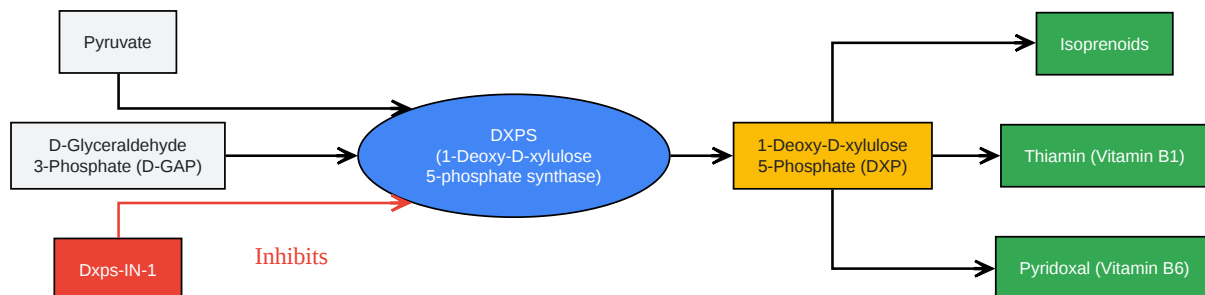 Pyruvate
D-Glyceraldehyde
3-Phosphate (D-GAP)
Dxps-IN-1
Inhibits
DXPS
(1-Deoxy-D-xylulose
5-phosphate synthase)
1-Deoxy-D-xylulose
5-Phosphate (DXP)
Isoprenoids
Thiamin (Vitamin B1)
Pyridoxal (Vitamin B6)